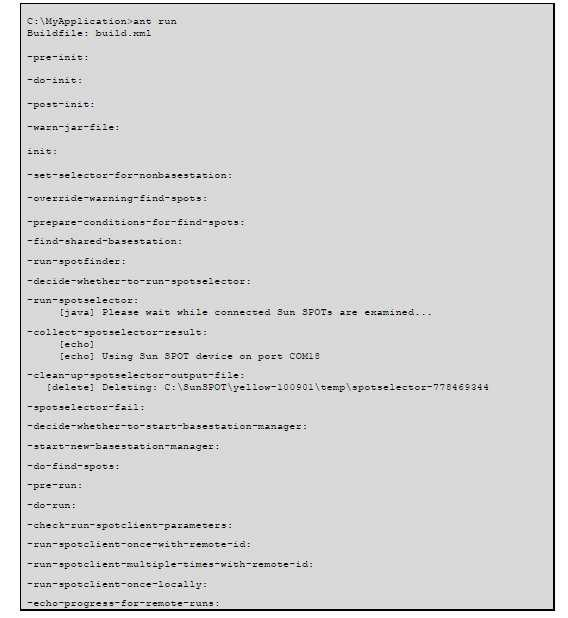 C:\MyApplication>ant run
Buildfile: build.xml
-pre-init:
-do-init:
-post-init:
-warn-jar-file:
init:
-set-selector-for-nonbasestation:
-override-warning-find-spots:
-prepare-conditions-for-find-spots:
-find-shared-basestation:
-run-spotfinder:
-decide-whether-to-run-spotselector:
-run-spotselector:
[java] Please wait while connected Sun SPOTs are examined...
-collect-spotselector-result:
[echo]
[echo] Using Sun SPOT device on port COM18
-clean-up-spotselector-output-file:
[delete] Deleting: C:\SunSPOT\yellow-100901\temp\spotselector-778469344
-spotselector-fail:
-decide-whether-to-start-basestation-manager:
-start-new-basestation-manager:
-do-find-spots:
-pre-run:
-do-run:
-check-run-spotclient-parameters:
-run-spotclient-once-with-remote-id:
-run-spotclient-multiple-times-with-remote-id:
-run-spotclient-once-locally:
-echo-progress-for-remote-runs: